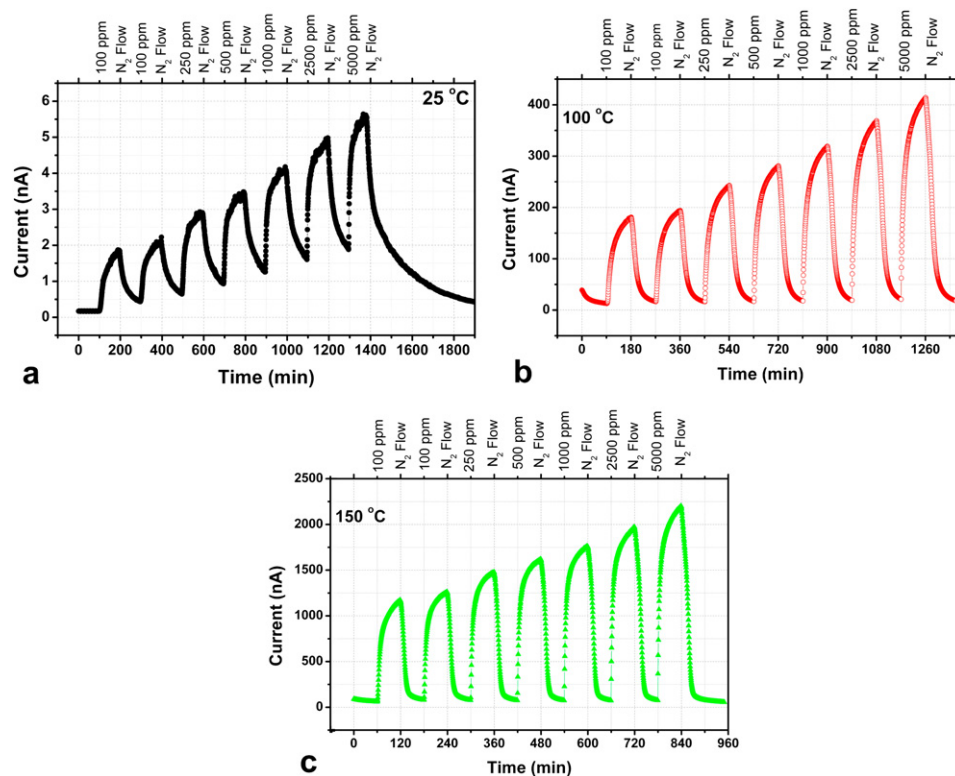 100 ppm
N₂ Flow
100 ppm
N₂ Flow
250 ppm
N₂ Flow
500 ppm
N₂ Flow
1000 ppm
N₂ Flow
2500 ppm
N₂ Flow
5000 ppm
N₂ Flow
25 °C
6
5
4
3
2
1
0
Current (nA)
0 200 400 600 800 1000 1200 1400 1600 1800
Time (min)
a
100 ppm
N₂ Flow
100 ppm
N₂ Flow
250 ppm
N₂ Flow
500 ppm
N₂ Flow
1000 ppm
N₂ Flow
2500 ppm
N₂ Flow
5000 ppm
N₂ Flow
100 °C
400
300
200
100
0
Current (nA)
0 180 360 540 720 900 1080 1260
Time (min)
b
100 ppm
N₂ Flow
100 ppm
N₂ Flow
250 ppm
N₂ Flow
500 ppm
N₂ Flow
1000 ppm
N₂ Flow
2500 ppm
N₂ Flow
5000 ppm
N₂ Flow
150 °C
2500
2000
1500
1000
500
0
Current (nA)
0 120 240 360 480 600 720 840 960
Time (min)
c